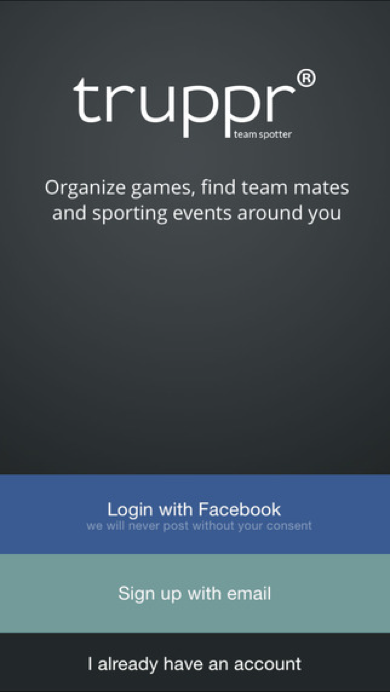 truppr®
team spotter
Organize games, find team mates
and sporting events around you
Login with Facebook
we will never post without your consent
Sign up with email
I already have an account